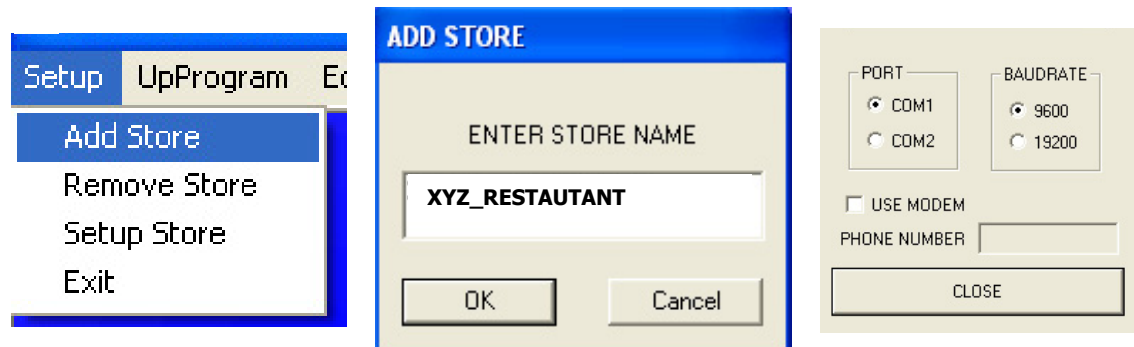 Setup UpProgram Ec
Add Store
Remove Store
Setup Store
Exit
ADD STORE
ENTER STORE NAME
XYZ_RESTAUTANT
OK Cancel
PORT BAUDRATE
COM1 9600
COM2 19200
USE MODEM
PHONE NUMBER
CLOSE